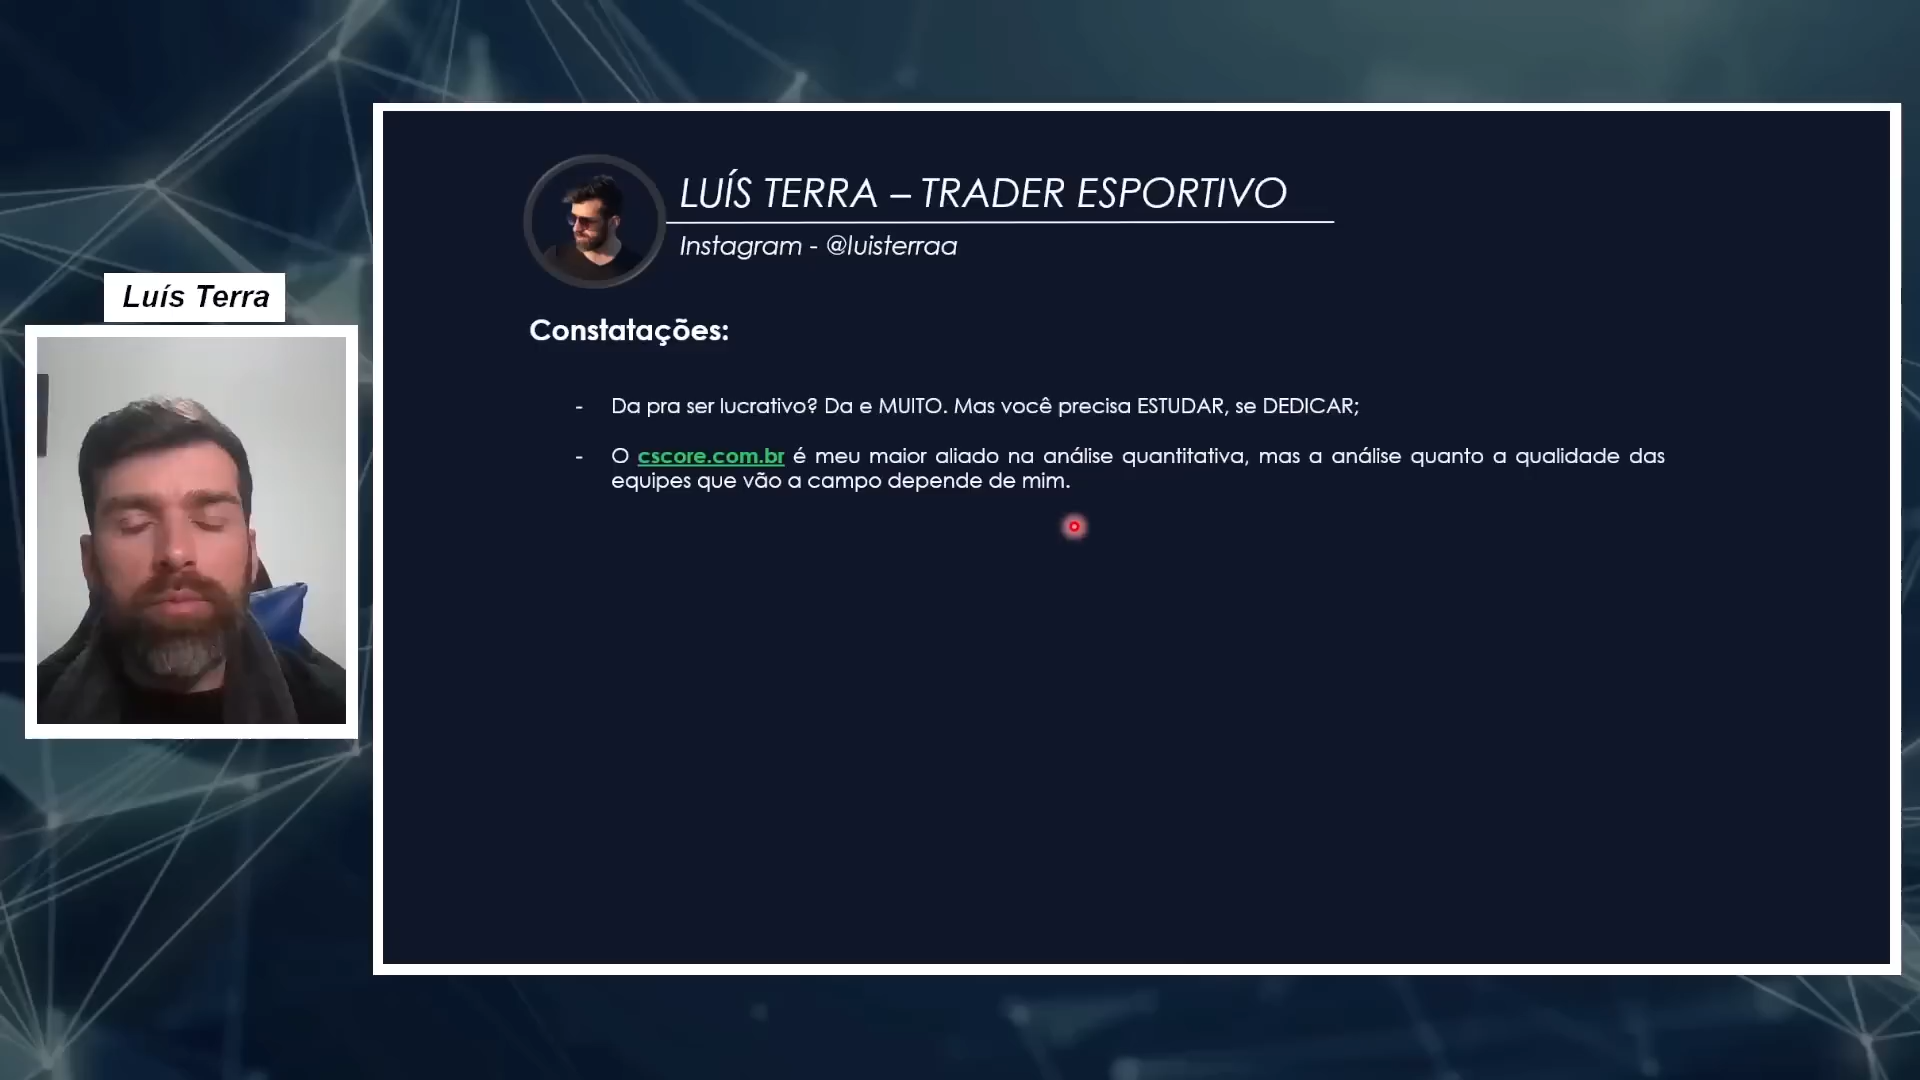 LUÍS TERRA – TRADER ESPORTIVO
Instagram - @luisterraa
Luís Terra
Constatações:
- Da pra ser lucrativo? Da e MUITO. Mas você precisa ESTUDAR, se DEDICAR;
- O cscore.com.br é meu maior aliado na análise quantitativa, mas a análise quanto a qualidade das
equipes que vão a campo depende de mim.